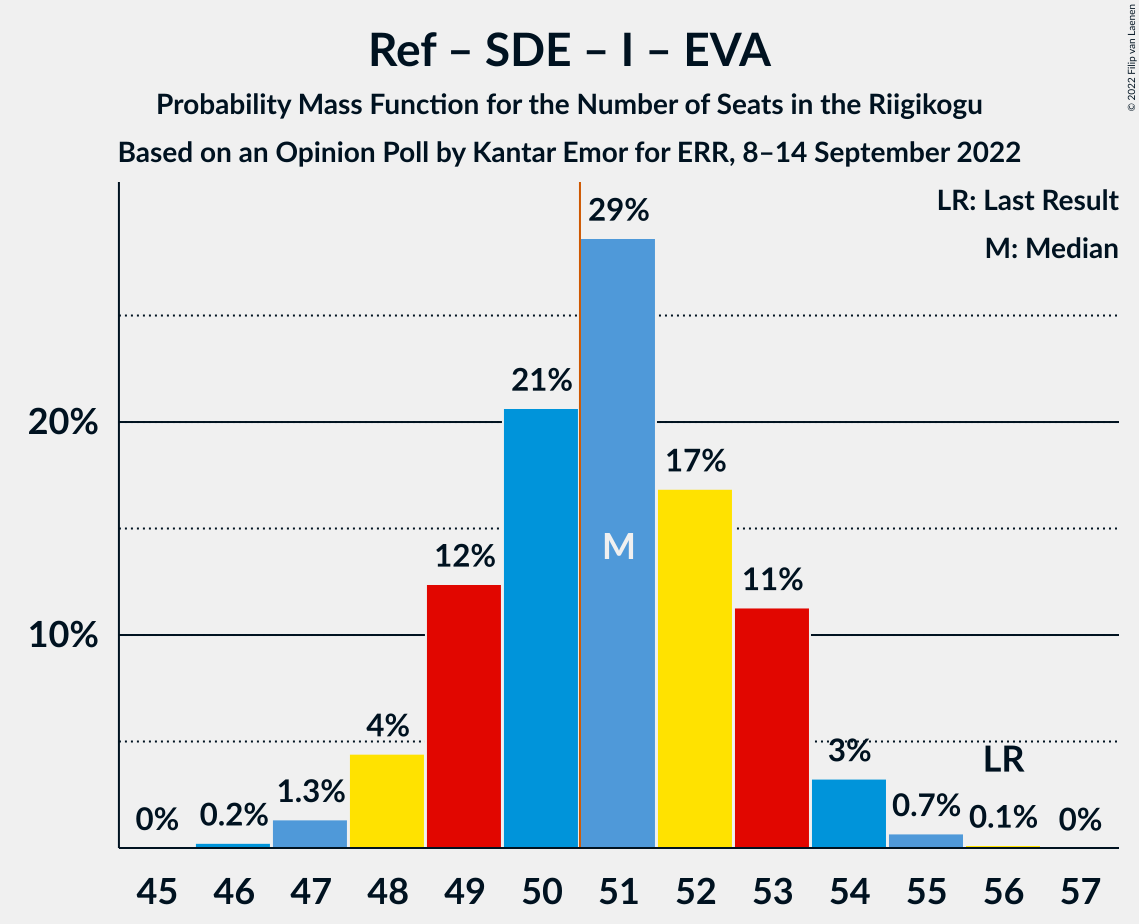 Ref – SDE – I – EVA
Probability Mass Function for the Number of Seats in the Riigikogu
Based on an Opinion Poll by Kantar Emor for ERR, 8–14 September 2022
© 2022 Filip van Laenen
LR: Last Result
M: Median
29%
21%
20%
17%
M
12%
11%
10%
4%
3%
LR
1.3%
0.7%
0%
0.2%
0.1%
0%
45 46 47 48 49 50 51 52 53 54 55 56 57